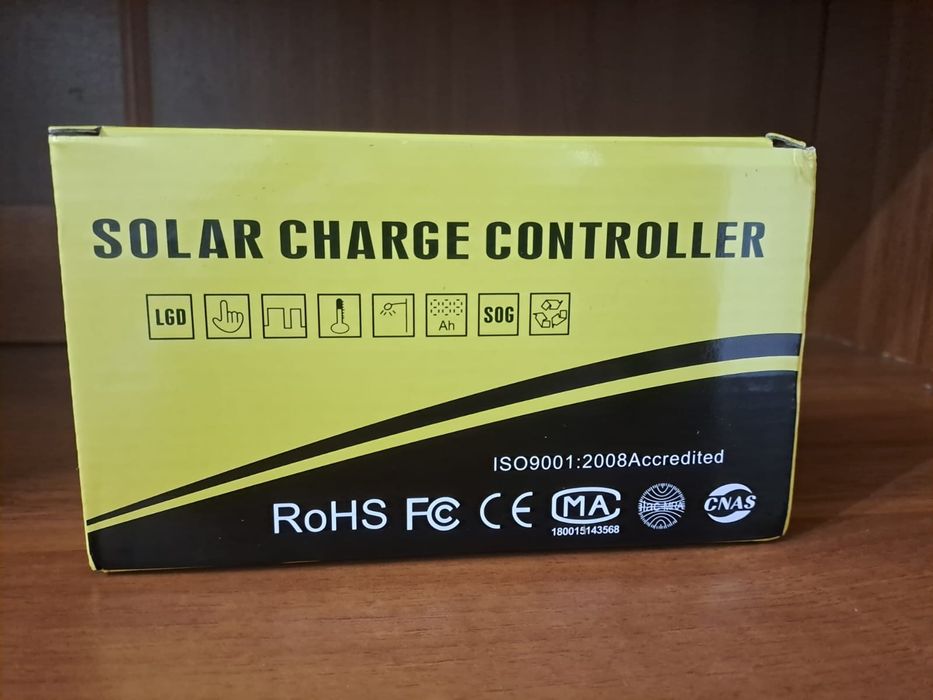 SOLAR CHARGE CONTROLLER
LGD
Ah
SOG
ISO9001:2008Accredited
RoHS FC CE MA CNAS
180015143568